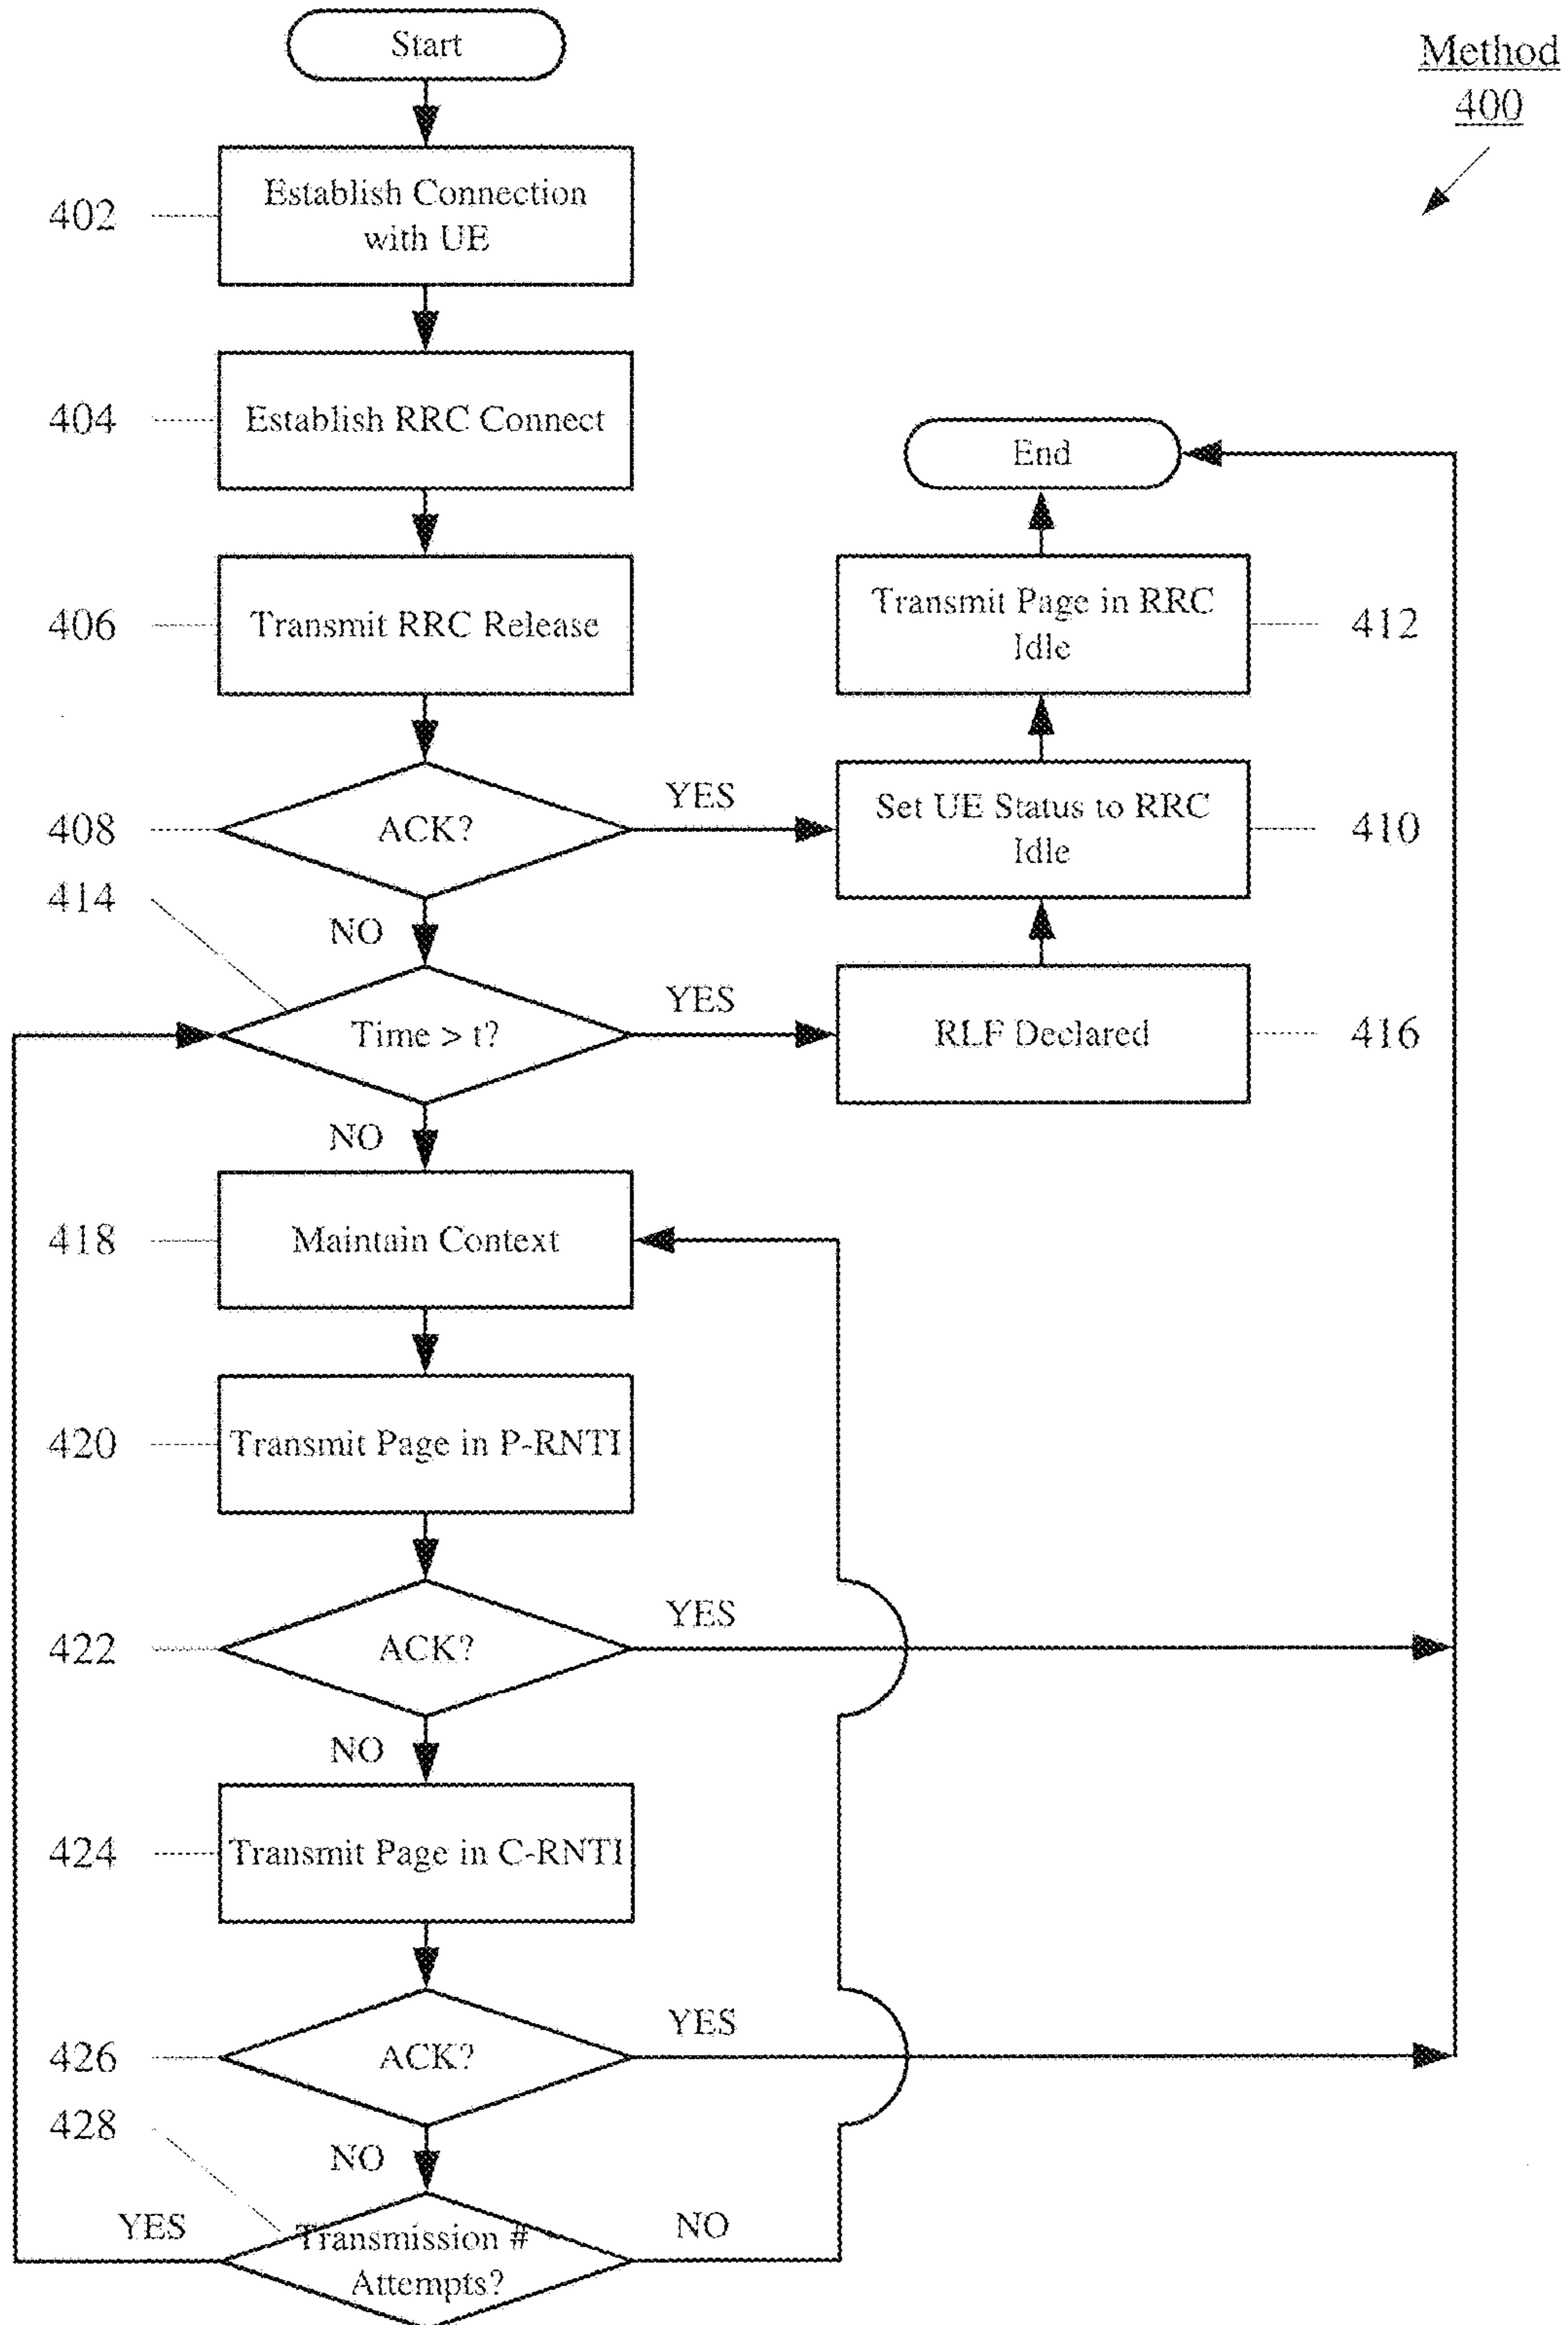 Start
Method
400
402
Establish Connection
with UE
404
Establish RRC Connect
End
406
Transmit RRC Release
Transmit Page in RRC
Idle
412
408
ACK?
YES
Set UE Status to RRC
Idle
410
414
NO
Time > t?
YES
RLF Declared
416
NO
418
Maintain Context
420
Transmit Page in P-RNTI
422
ACK?
YES
NO
424
Transmit Page in C-RNTI
426
ACK?
YES
428
NO
YES
Transmission #
Attempts?
NO